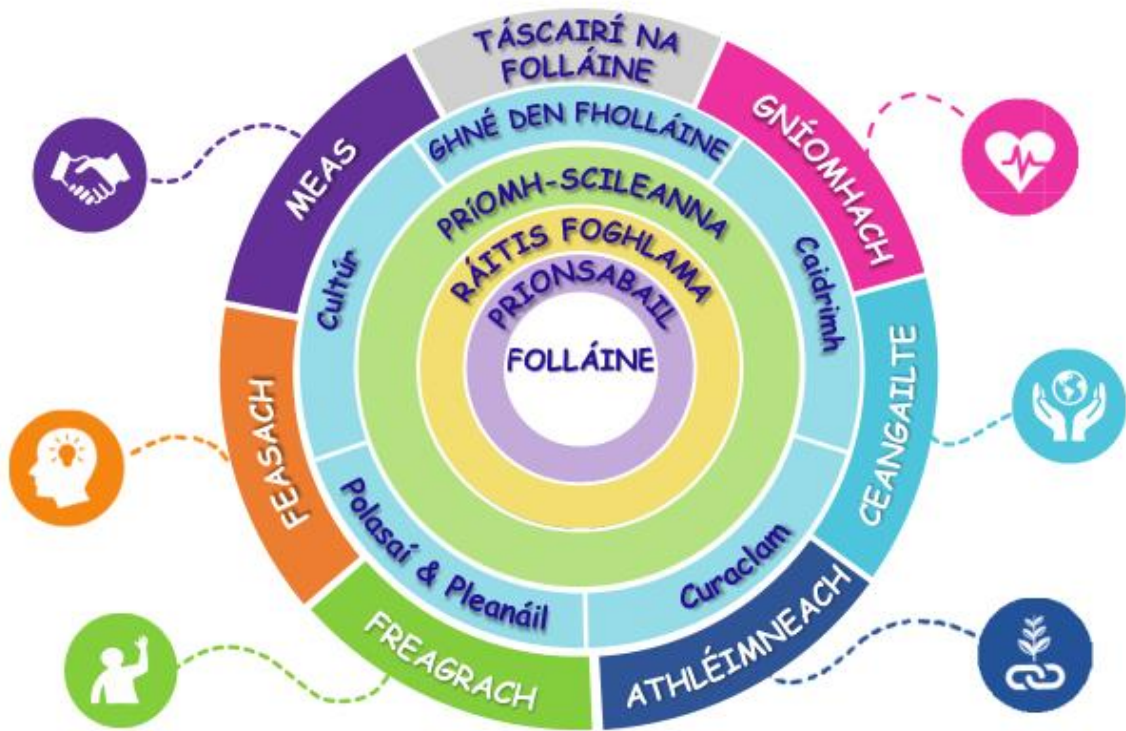 TÁSCAIRÍ NA
FOLLÁINE
GNÍOMHACH
CEANGAILTE
ATHLÉIMNEACH
FREAGRACH
FEASACH
MEAS
GHNÉ DEN FHOLLÁINE
Caidrimh
Curaclam
Polasaí & Pleanáil
Cultúr
PRÍOMH-SCILEANNA
RÁITIS FOGHLAMA
PRIONSABAIL
FOLLÁINE